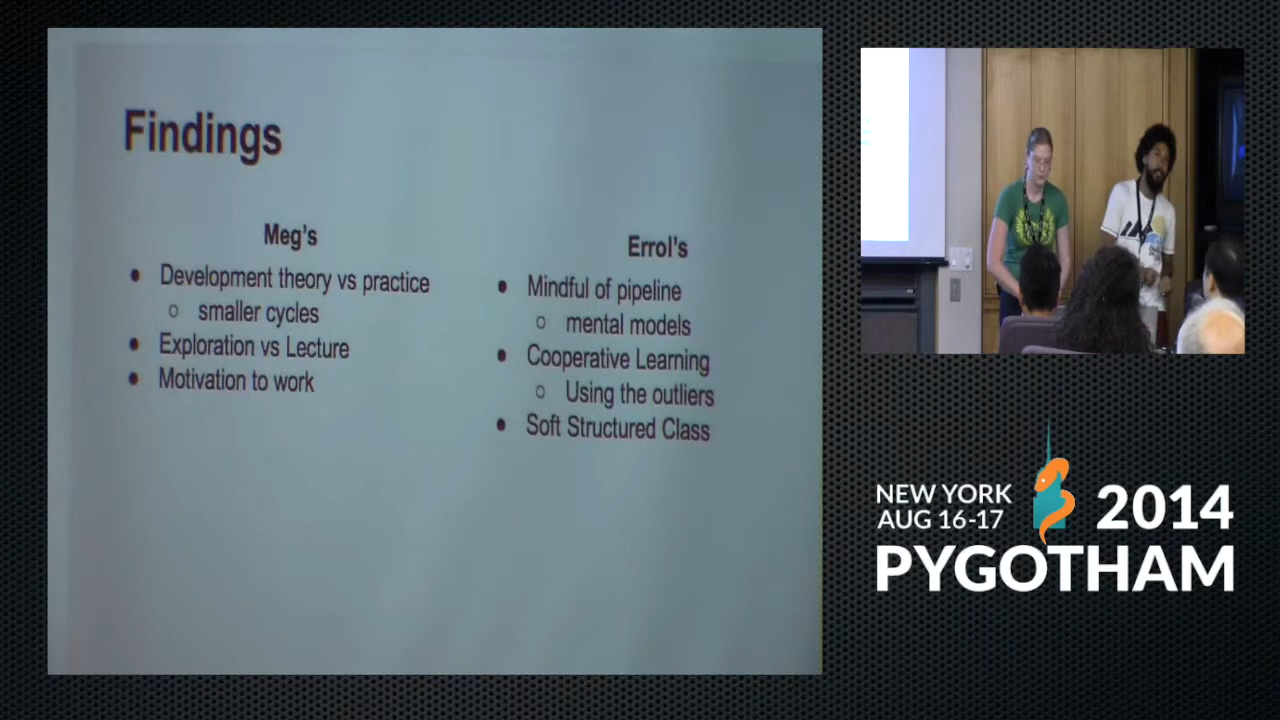 Findings
Meg's
● Development theory vs practice
○ smaller cycles
● Exploration vs Lecture
● Motivation to work
Errol's
● Mindful of pipeline
○ mental models
● Cooperative Learning
○ Using the outliers
● Soft Structured Class
NEW YORK
AUG 16-17
2014
PYGOTHAM